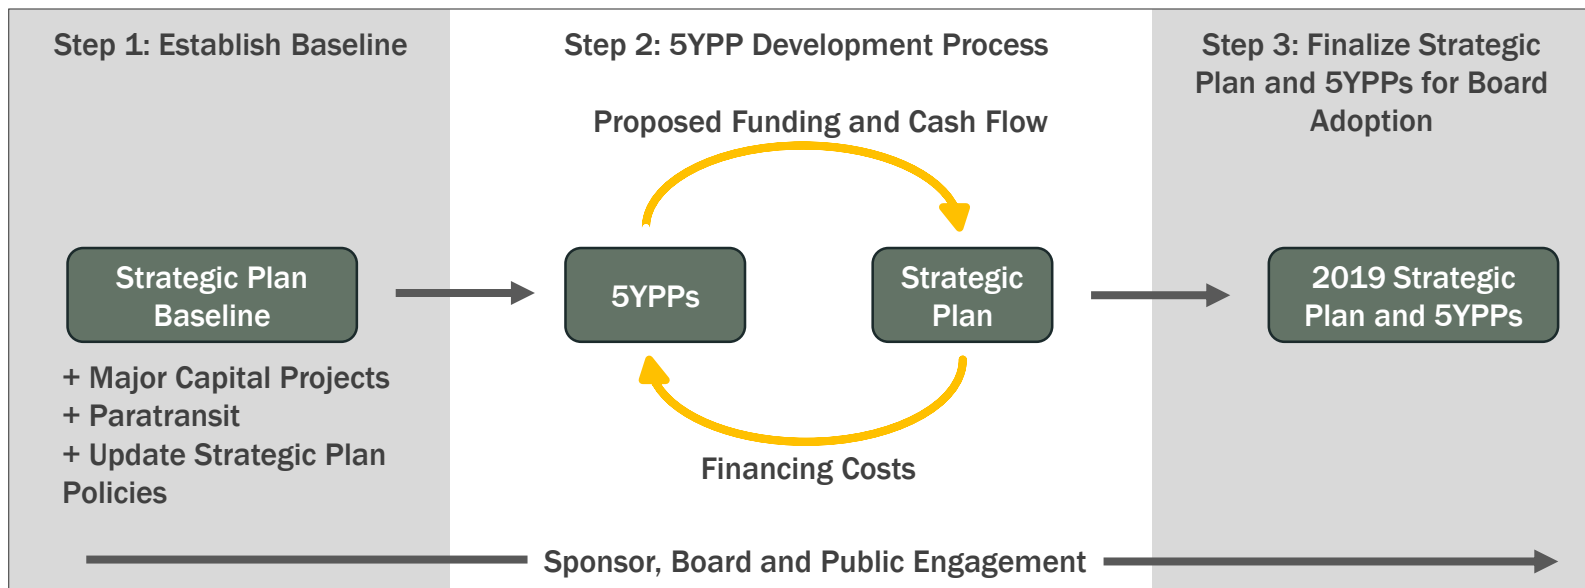 Step 1: Establish Baseline
Strategic Plan
Baseline
+ Major Capital Projects
+ Paratransit
+ Update Strategic Plan
Policies
Step 2: 5YPP Development Process
Proposed Funding and Cash Flow
5YPPs
Strategic
Plan
Financing Costs
Step 3: Finalize Strategic
Plan and 5YPPs for Board
Adoption
2019 Strategic
Plan and 5YPPs
Sponsor, Board and Public Engagement